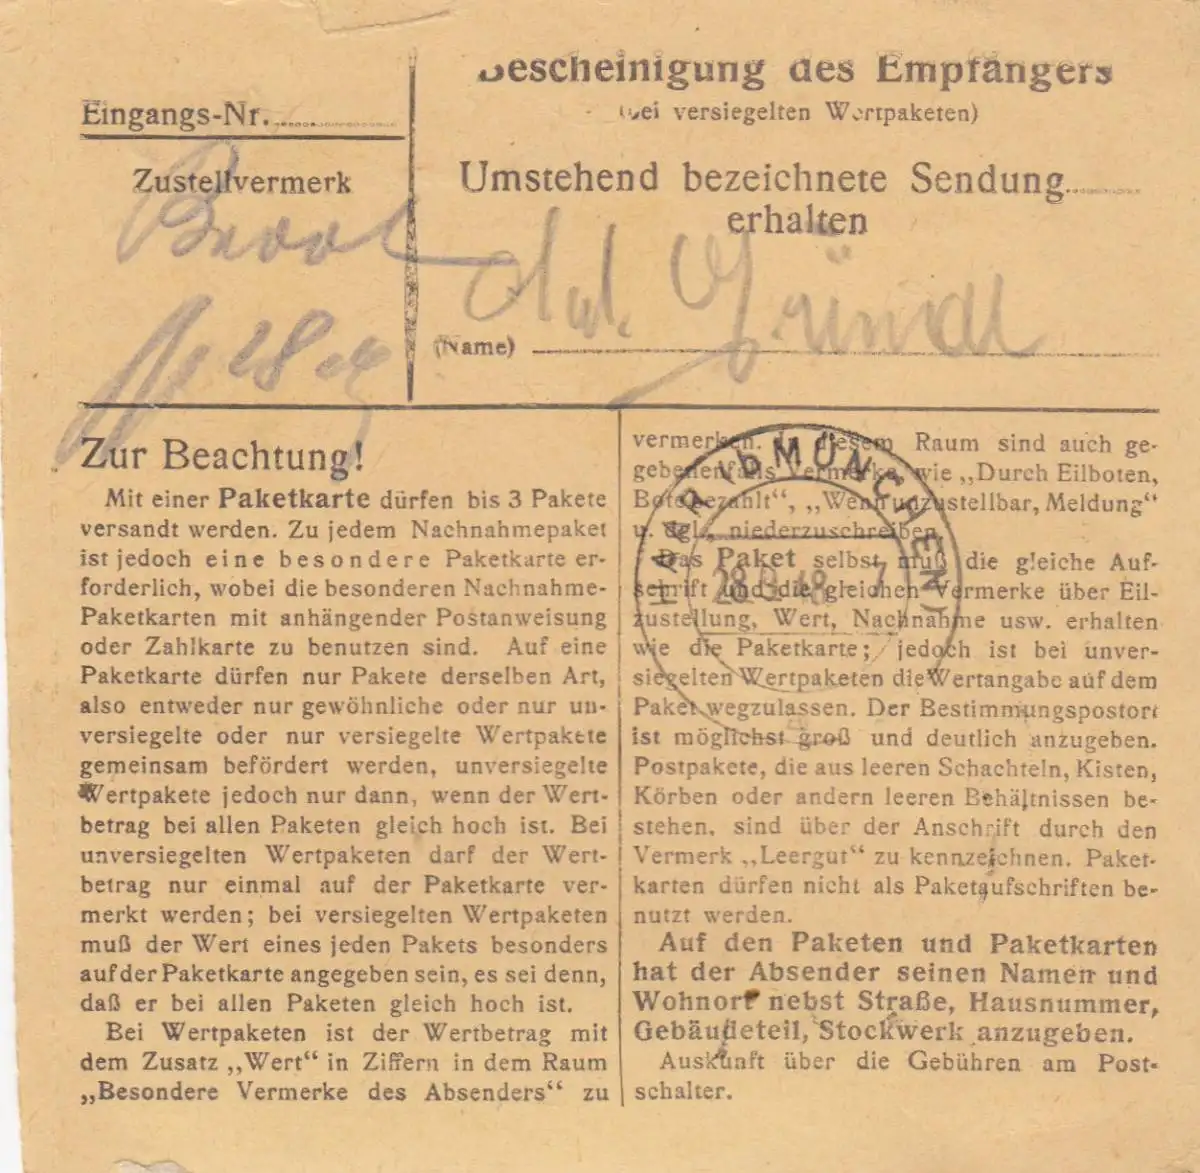 Bescheinigung des Empfängers
(bei versiegelten Wertpaketen)
Eingangs-Nr.
Zustellvermerk
Umstehend bezeichnete Sendung
erhalten
28
Gründl
(Name)
Zur Beachtung!
Mit einer Paketkarte dürfen bis 3 Pakete
versandt werden. Zu jedem Nachnahmepaket
ist jedoch eine besondere Paketkarte er-
forderlich, wobei die besonderen Nachnahme-
Paketkarten mit anhängender Postanweisung
oder Zahlkarte zu benutzen sind. Auf eine
Paketkarte dürfen nur Pakete derselben Art,
also entweder nur gewöhnliche oder nur un-
versiegelte oder nur versiegelte Wertpakete
gemeinsam befördert werden, unversiegelte
Wertpakete jedoch nur dann, wenn der Wert-
betrag bei allen Paketen gleich hoch ist. Bei
unversiegelten Wertpaketen darf der Wert-
betrag nur einmal auf der Paketkarte ver-
merkt werden; bei versiegelten Wertpaketen
muß der Wert eines jeden Pakets besonders
auf der Paketkarte angegeben sein, es sei denn,
daß er bei allen Paketen gleich hoch ist.
Bei Wertpaketen ist der Wertbetrag mit
dem Zusatz „Wert“ in Ziffern in dem Raum
„Besondere Vermerke des Absenders“ zu
vermerken. In diesem Raum sind auch ge-
gebenenfalls Vermerke wie „Durch Eilboten,
Bote bezahlt“, „Wenn unzustellbar, Meldung“
u. dgl. niederzuschreiben.
Das Paket selbst muß die gleiche Auf-
schrift und die gleichen Vermerke über Eil-
zustellung, Wert, Nachnahme usw. erhalten
wie die Paketkarte; jedoch ist bei unver-
siegelten Wertpaketen die Wertangabe auf dem
Paket wegzulassen. Der Bestimmungspostort
ist möglichst groß und deutlich anzugeben.
Postpakete, die aus leeren Schachteln, Kisten,
Körben oder andern leeren Behältnissen be-
stehen, sind über der Anschrift durch den
Vermerk „Leergut“ zu kennzeichnen. Paket-
karten dürfen nicht als Paketaufschriften be-
nutzt werden.
Auf den Paketen und Paketkarten
hat der Absender seinen Namen und
Wohnort nebst Straße, Hausnummer,
Gebäudeteil, Stockwerk anzugeben.
Auskunft über die Gebühren am Post-
schalter.
HAAR (b MÜNCHEN)
28.9.48 7